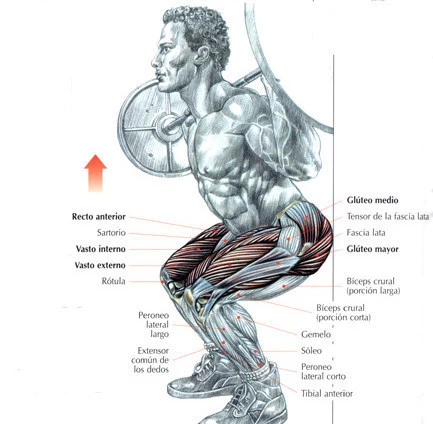 Recto anterior
Sartorio
Vasto interno
Vasto externo
Rótula
Peroneo
lateral
largo
Extensor
común de
los dedos
Glúteo medio
Tensor de la fascia lata
Fascia lata
Glúteo mayor
Bíceps crural
(porción larga)
Bíceps crural
(porción corta)
Gemelo
Sóleo
Peroneo
lateral corto
Tibial anterior